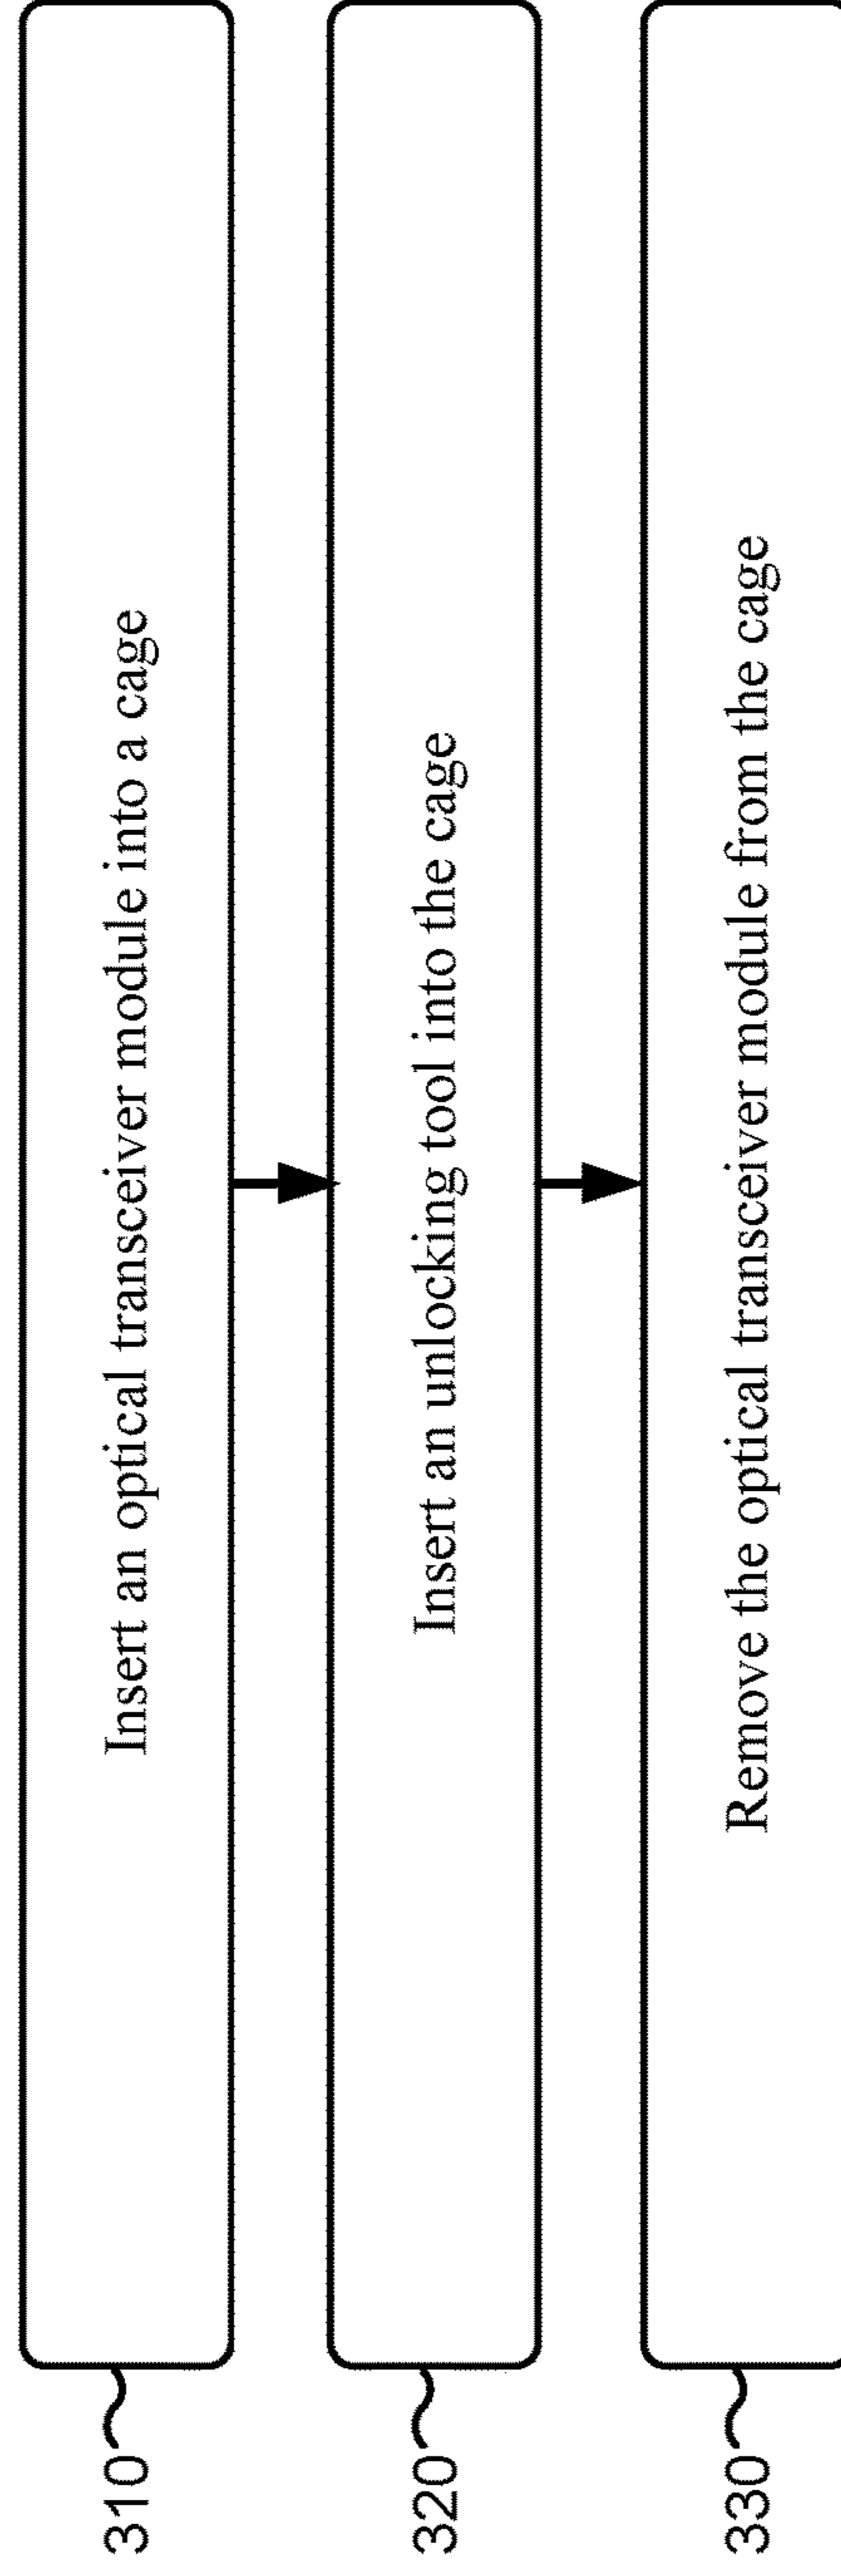 310
Insert an optical transceiver module into a cage
320
Insert an unlocking tool into the cage
330
Remove the optical transceiver module from the cage